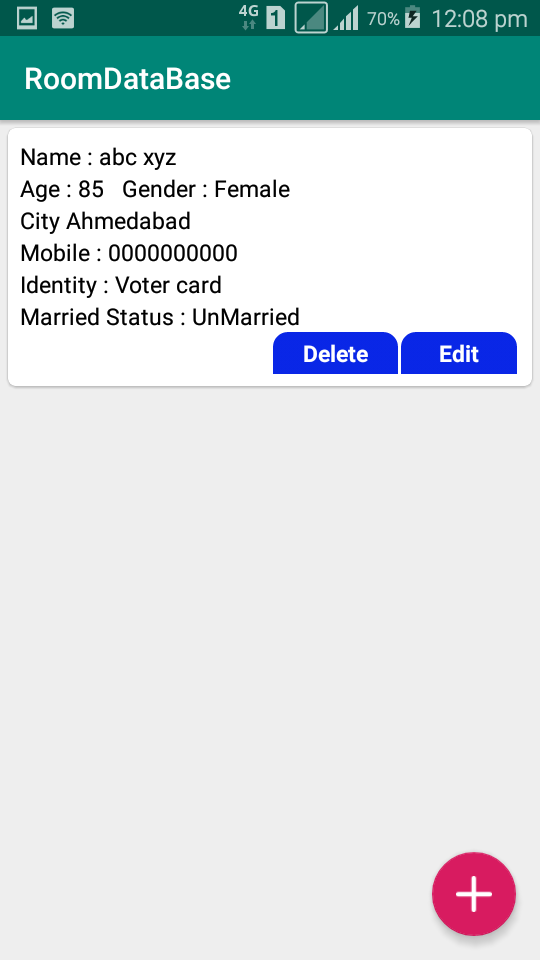 4G 1 70% 12:08 pm
RoomDataBase
Name : abc xyz
Age : 85 Gender : Female
City Ahmedabad
Mobile : 0000000000
Identity : Voter card
Married Status : UnMarried
Delete Edit